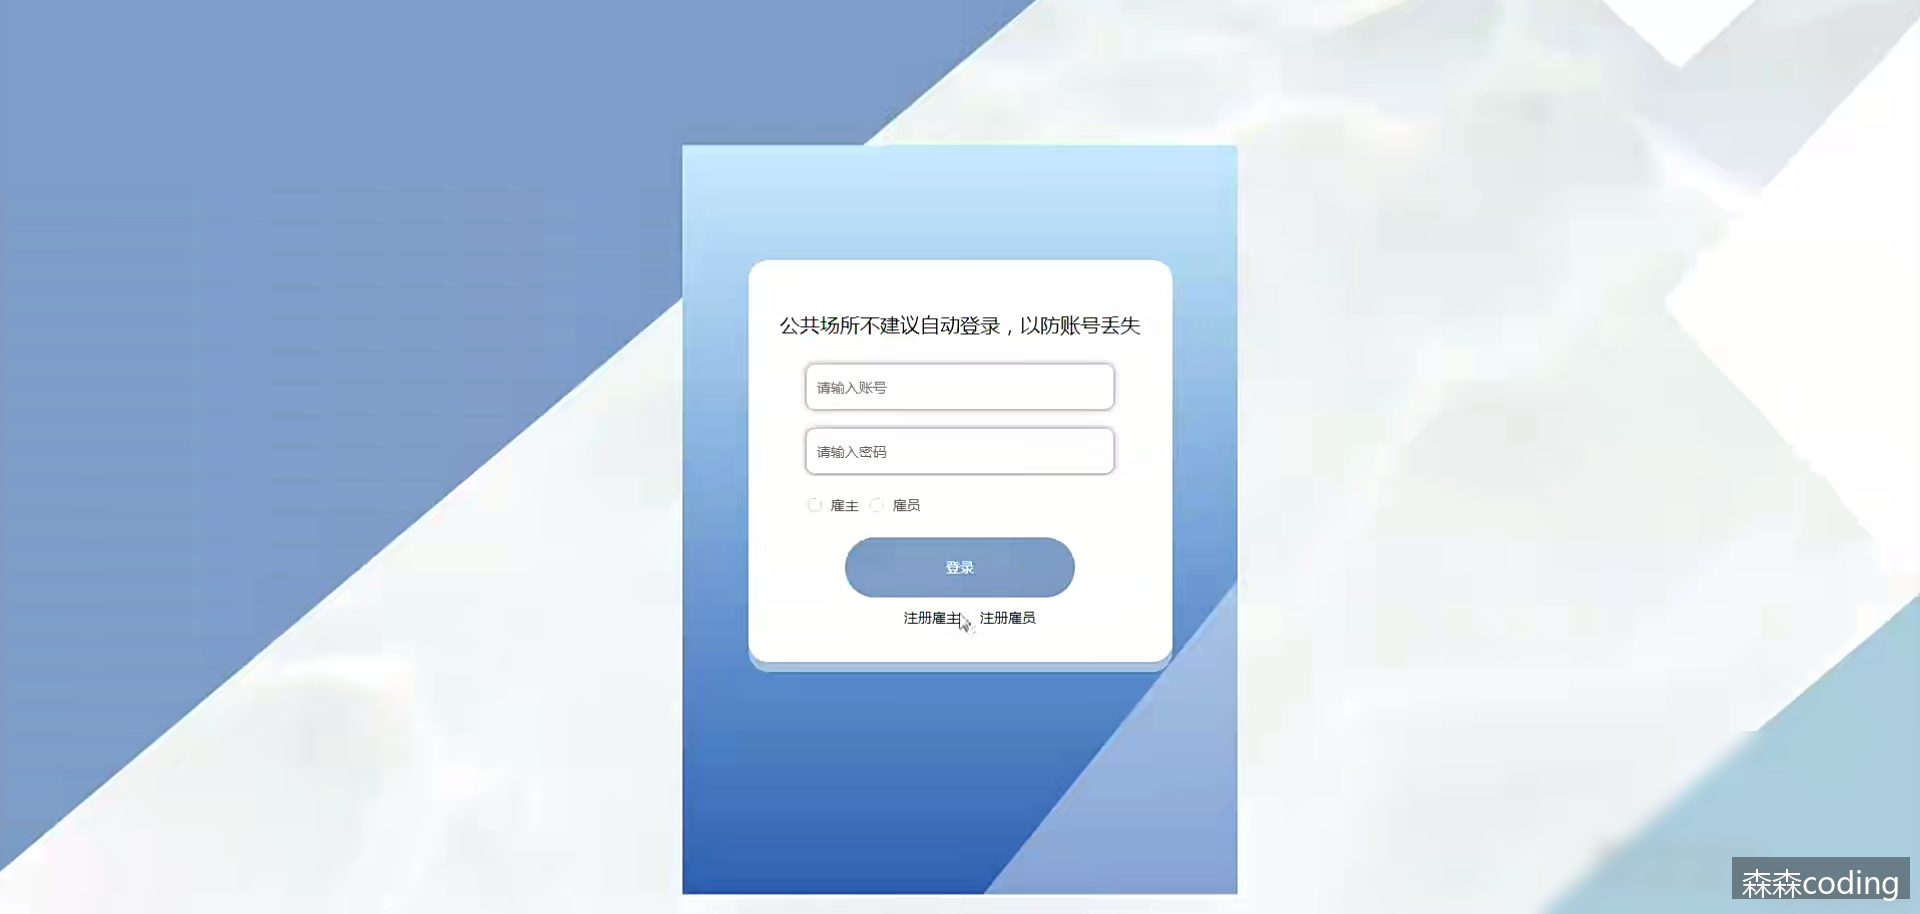 公共场所不建议自动登录，以防账号丢失
请输入账号
请输入密码
雇主 雇员
登录
注册雇主 注册雇员
森森coding